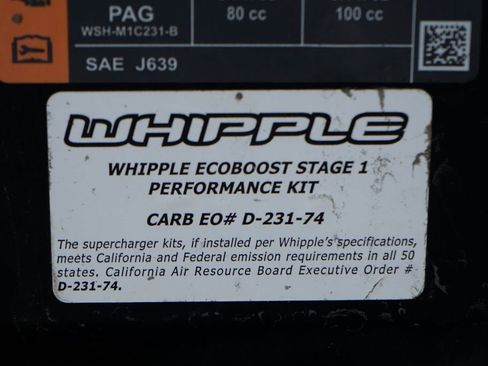 PAG
80 cc
100 cc
WSH-M1C231-B
SAE J639
WHIPPLE
WHIPPLE ECOBOOST STAGE 1
PERFORMANCE KIT
CARB EO# D-231-74
The supercharger kits, if installed per Whipple's specifications,
meets California and Federal emission requirements in all 50
states. California Air Resource Board Executive Order #
D-231-74.